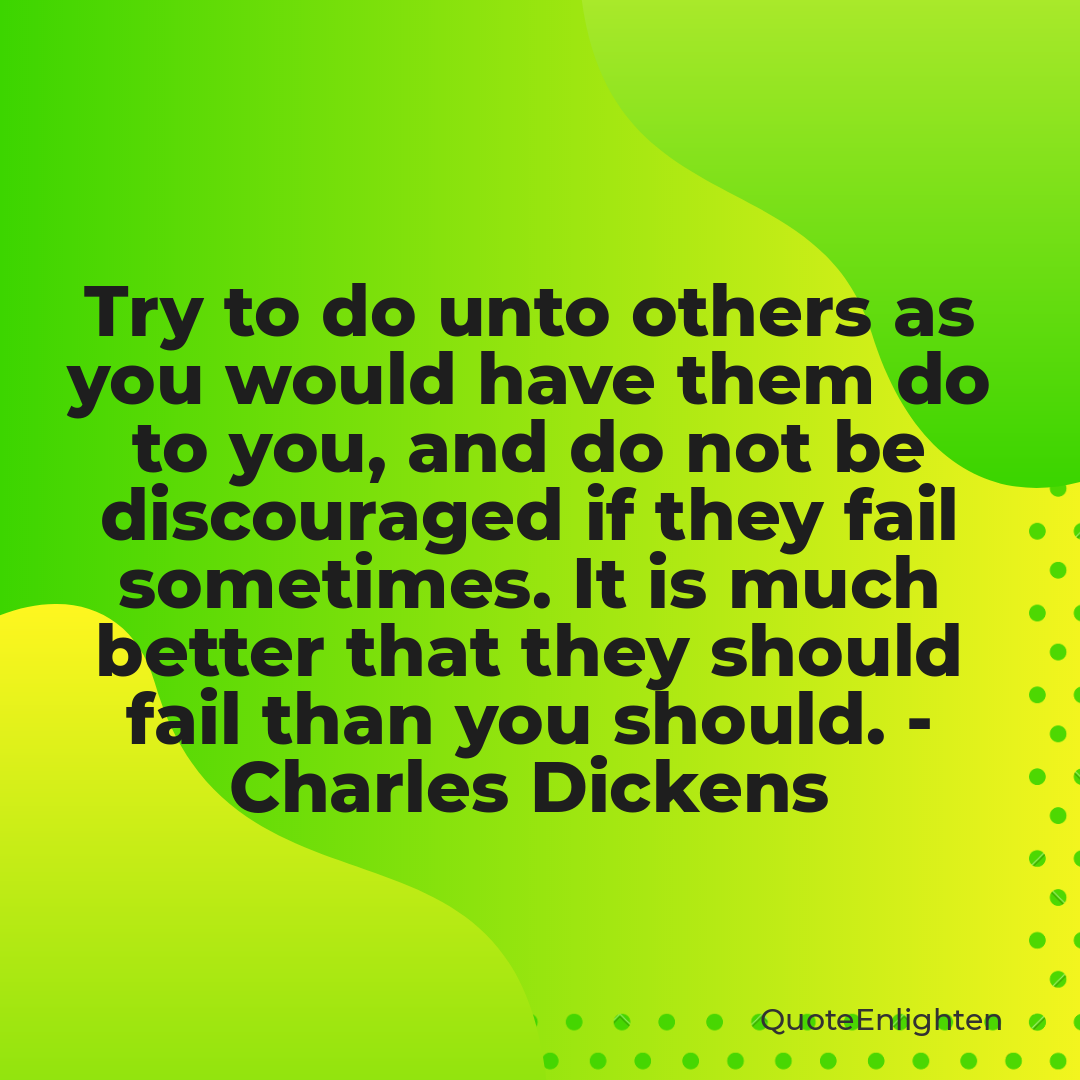 Try to do unto others as
you would have them do
to you, and do not be
discouraged if they fail
sometimes. It is much
better that they should
fail than you should. -
Charles Dickens
QuoteEnlighten